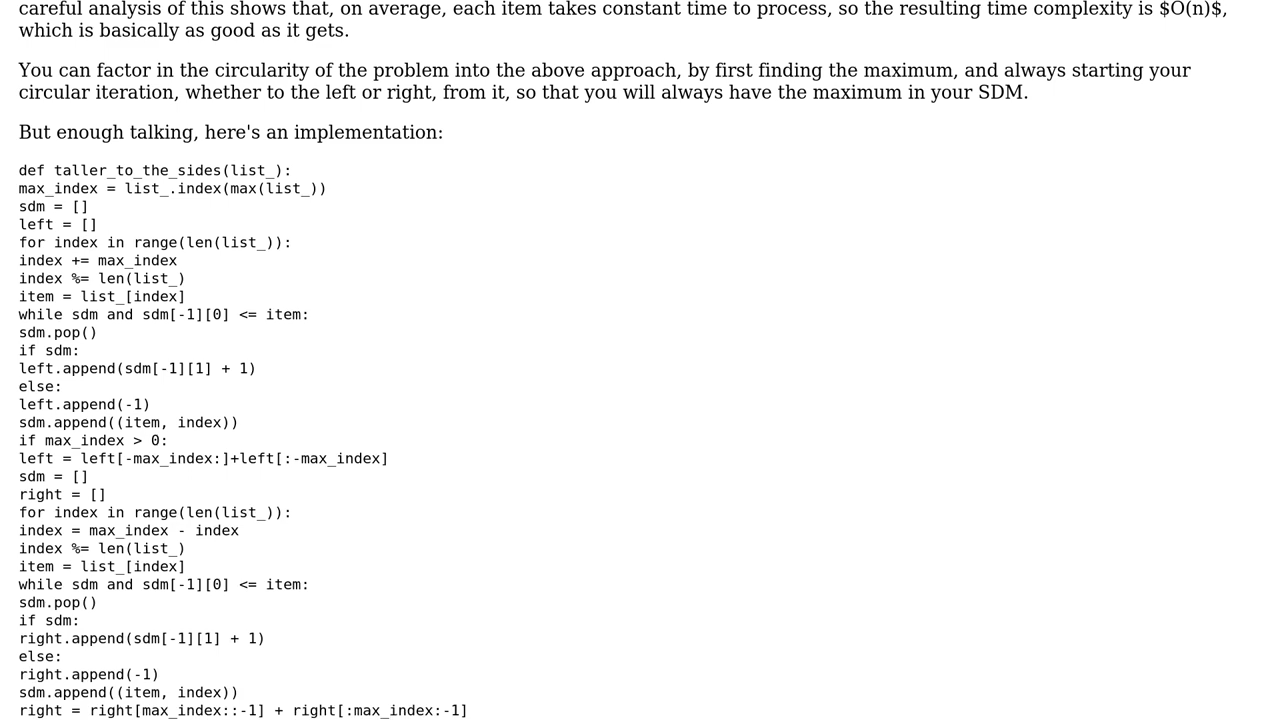 careful analysis of this shows that, on average, each item takes constant time to process, so the resulting time complexity is $O(n)$,
which is basically as good as it gets.
You can factor in the circularity of the problem into the above approach, by first finding the maximum, and always starting your
circular iteration, whether to the left or right, from it, so that you will always have the maximum in your SDM.
But enough talking, here's an implementation:
def taller_to_the_sides(list_):
max_index = list_.index(max(list_))
sdm = []
left = []
for index in range(len(list_)):
index += max_index
index %= len(list_)
item = list_[index]
while sdm and sdm[-1][0] <= item:
sdm.pop()
if sdm:
left.append(sdm[-1][1] + 1)
else:
left.append(-1)
sdm.append((item, index))
if max_index > 0:
left = left[-max_index:]+left[:-max_index]
sdm = []
right = []
for index in range(len(list_)):
index = max_index - index
index %= len(list_)
item = list_[index]
while sdm and sdm[-1][0] <= item:
sdm.pop()
if sdm:
right.append(sdm[-1][1] + 1)
else:
right.append(-1)
sdm.append((item, index))
right = right[max_index::-1] + right[:max_index:-1]